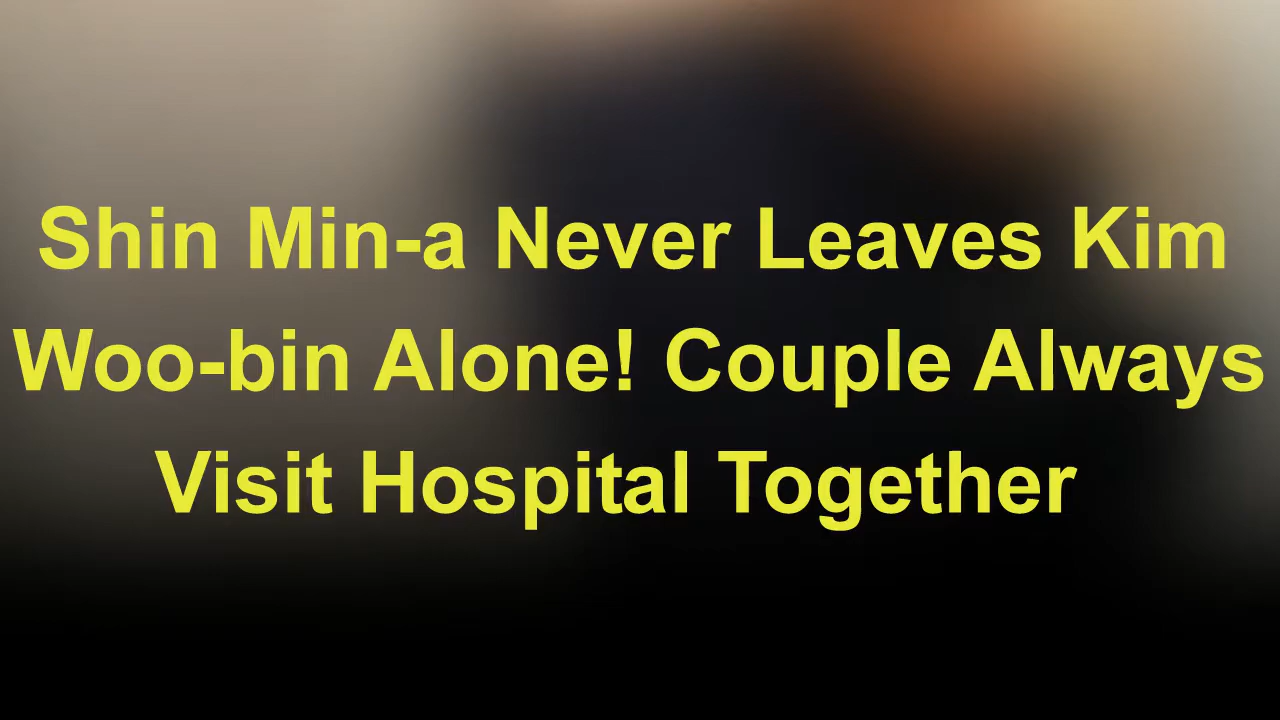 Shin Min-a Never Leaves Kim
Woo-bin Alone! Couple Always
Visit Hospital Together